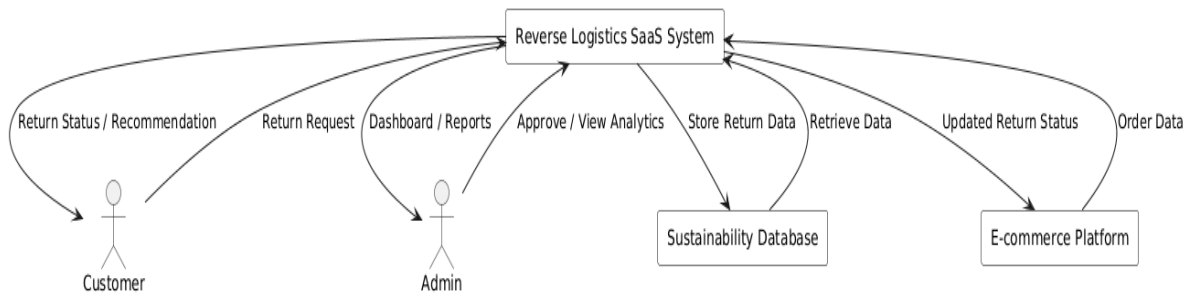 Reverse Logistics SaaS System
Return Status / Recommendation
Return Request
Dashboard / Reports
Approve / View Analytics
Store Return Data
Retrieve Data
Updated Return Status
Order Data
Sustainability Database
E-commerce Platform
Customer
Admin